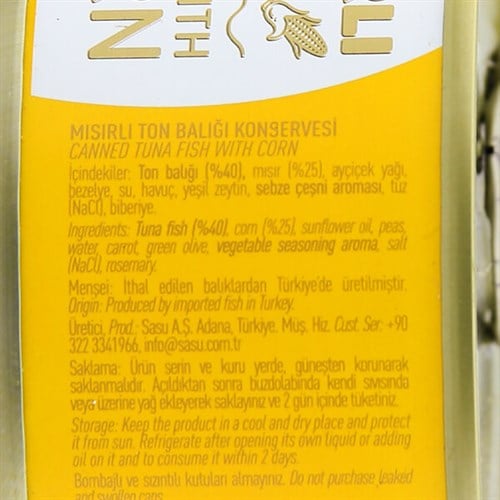 WITH
MISIRLI TON BALIĞI KONSERVESİ
CANNED TUNA FISH WITH CORN
İçindekiler: Ton balığı (%40), mısır (%25), ayçiçek yağı,
bezelye, su, havuç, yeşil zeytin, sebze çeşni aroması, tuz
(NaCl), biberiye.
Ingredients: Tuna fish (%40), corn (%25), sunflower oil, peas,
water, carrot, green olive, vegetable seasoning aroma, salt
(NaCl), rosemary.
Menşei: İthal edilen balıklardan Türkiye'de üretilmiştir.
Origin: Produced by imported fish in Turkey.
Üretici, Prod.: Sasu A.Ş. Adana, Türkiye. Müş. Hiz. Cust. Ser.: +90
322 3341966, info@sasu.com.tr
Saklama: Ürün serin ve kuru yerde, güneşten korunarak
saklanmalıdır. Açıldıktan sonra buzdolabında kendi sıvısında
veya üzerine yağ ekleyerek saklayınız ve 2 gün içinde tüketiniz.
Storage: Keep the product in a cool and dry place and protect
it from sun. Refrigerate after opening its own liquid or adding
oil on it and to consume it within 2 days.
Bombajlı ve sızıntılı kutuları almayınız. Do not purchase leaked
and swollen cans.